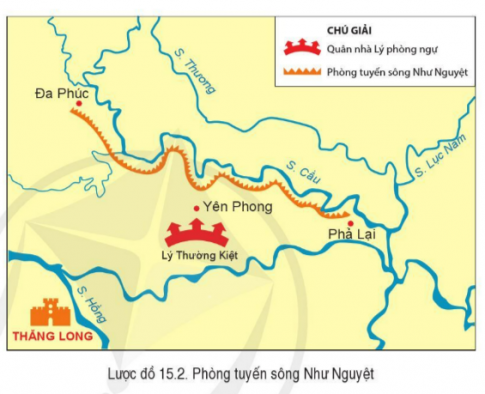 CHÚ GIẢI
Quân nhà Lý phòng ngự
Phòng tuyến sông Như Nguyệt
Đa Phúc
S. Thương
S. Lục Nam
S. Cầu
Yên Phong
Phả Lại
Lý Thường Kiệt
S. Hồng
THĂNG LONG
Lược đồ 15.2. Phòng tuyến sông Như Nguyệt